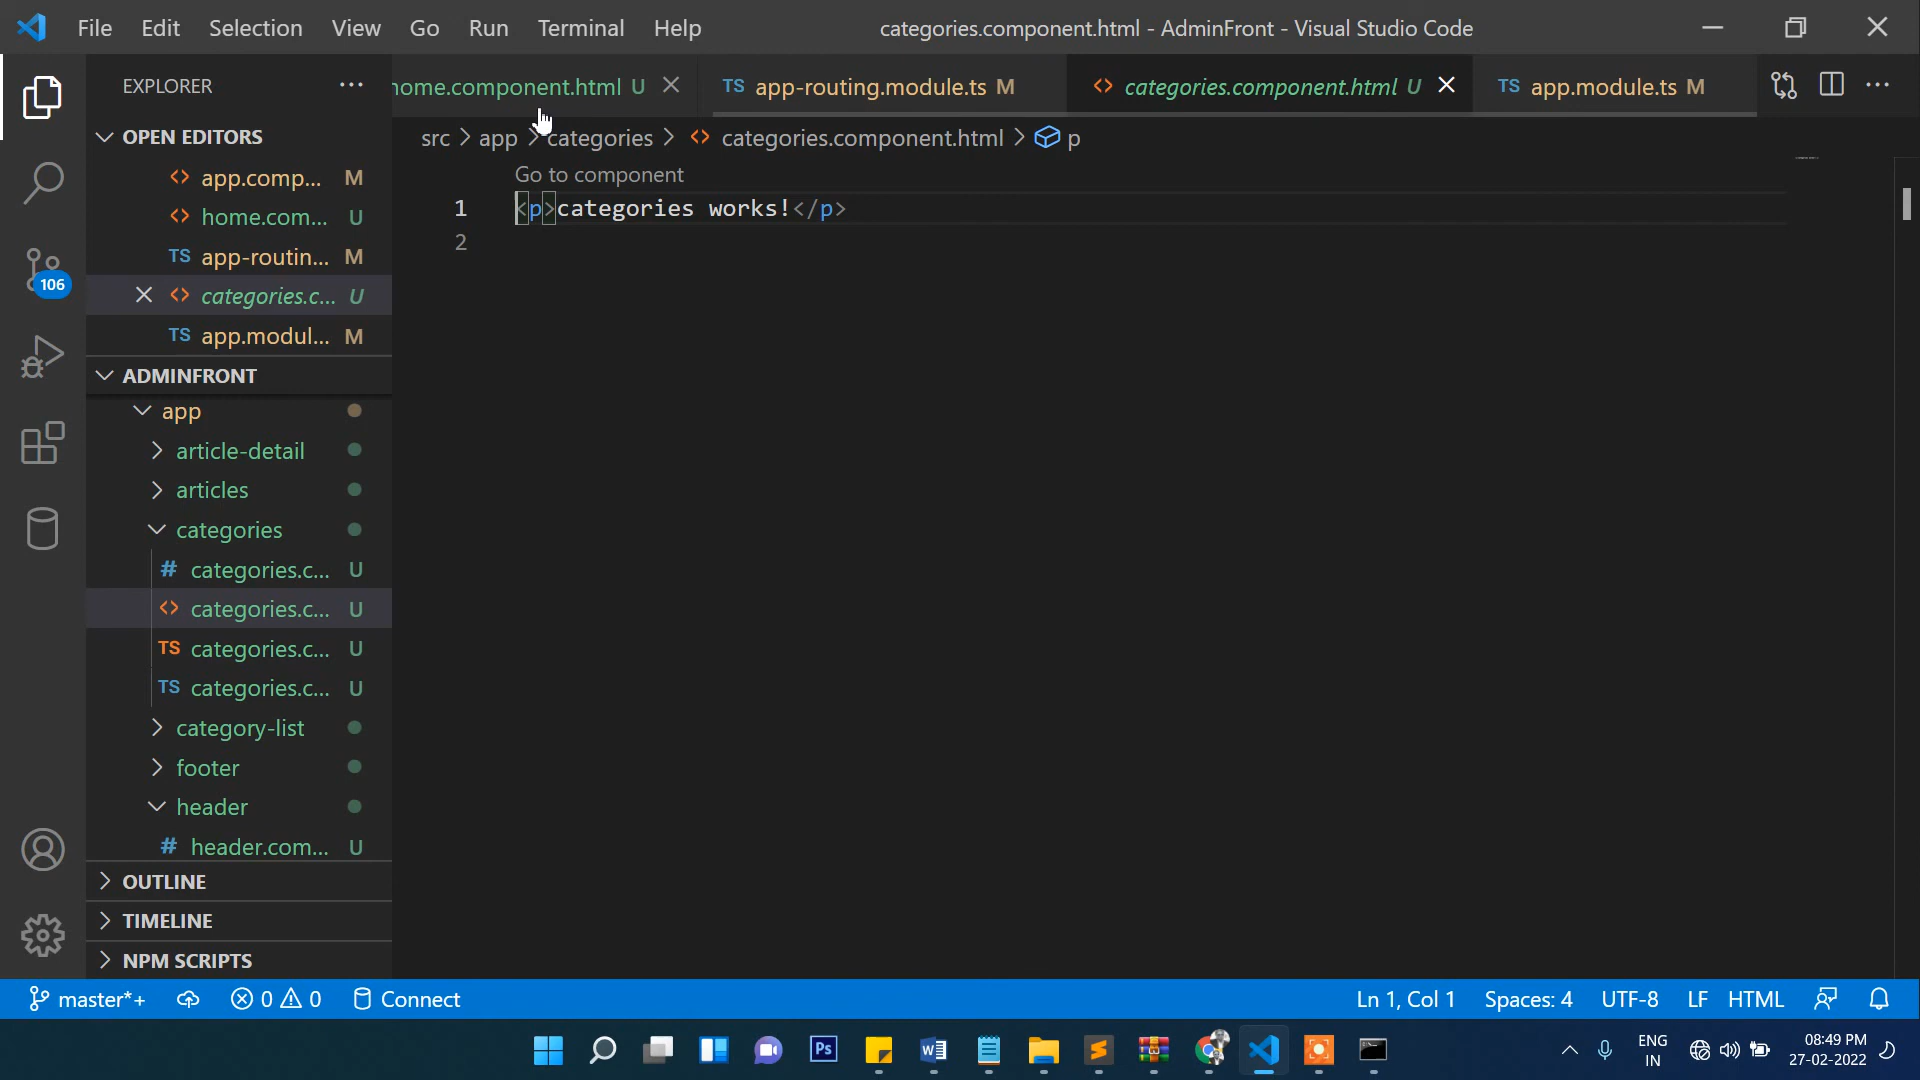 File Edit Selection View Go Run Terminal Help
categories.component.html - AdminFront - Visual Studio Code
EXPLORER
home.component.html U
TS app-routing.module.ts M
<> categories.component.html U
TS app.module.ts M
OPEN EDITORS
src > app > categories > <> categories.component.html > p
<> app.comp... M
<> home.com... U
TS app-routin... M
<> categories.c... U
TS app.modul... M
Go to component
1 <p>categories works!</p>
2
106
ADMINFRONT
app
article-detail
articles
categories
# categories.c... U
<> categories.c... U
TS categories.c... U
TS categories.c... U
category-list
footer
header
# header.com... U
OUTLINE
TIMELINE
NPM SCRIPTS
master*+ 0 0 Connect
Ln 1, Col 1 Spaces: 4 UTF-8 LF HTML
Ps
ENG
IN
08:49 PM
27-02-2022